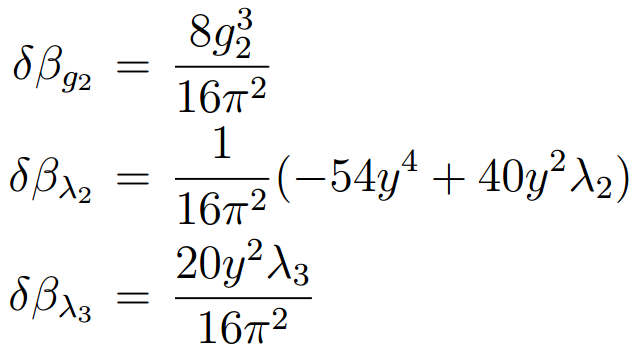 δβ_{g_2} = \frac{8g_2^3}{16π^2}
δβ_{λ_2} = \frac{1}{16π^2}(−54y^4 + 40y^2λ_2)
δβ_{λ_3} = \frac{20y^2λ_3}{16π^2}